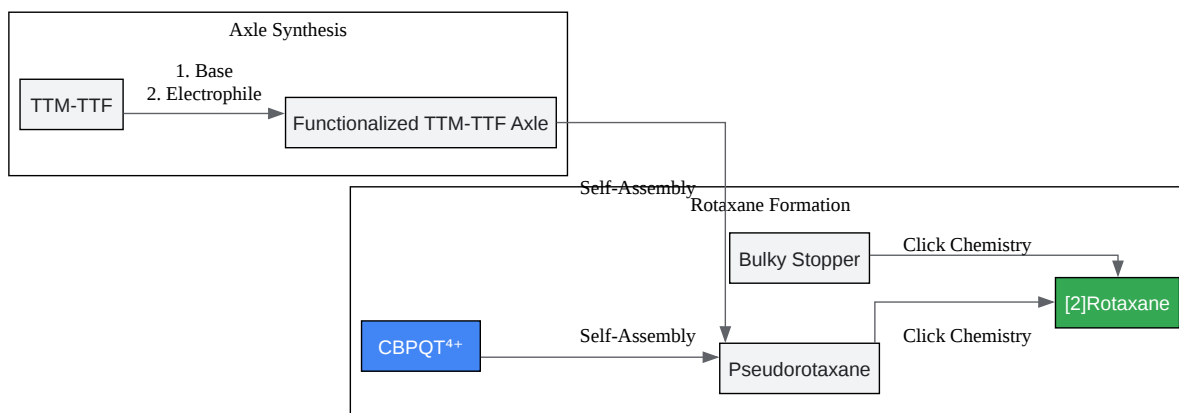 Axle Synthesis
TTM-TTF
1. Base
2. Electrophile
Functionalized TTM-TTF Axle
Self-Assembly
Rotaxane Formation
Bulky Stopper
Click Chemistry
[2]Rotaxane
CBPQT⁴⁺
Self-Assembly
Pseudorotaxane
Click Chemistry